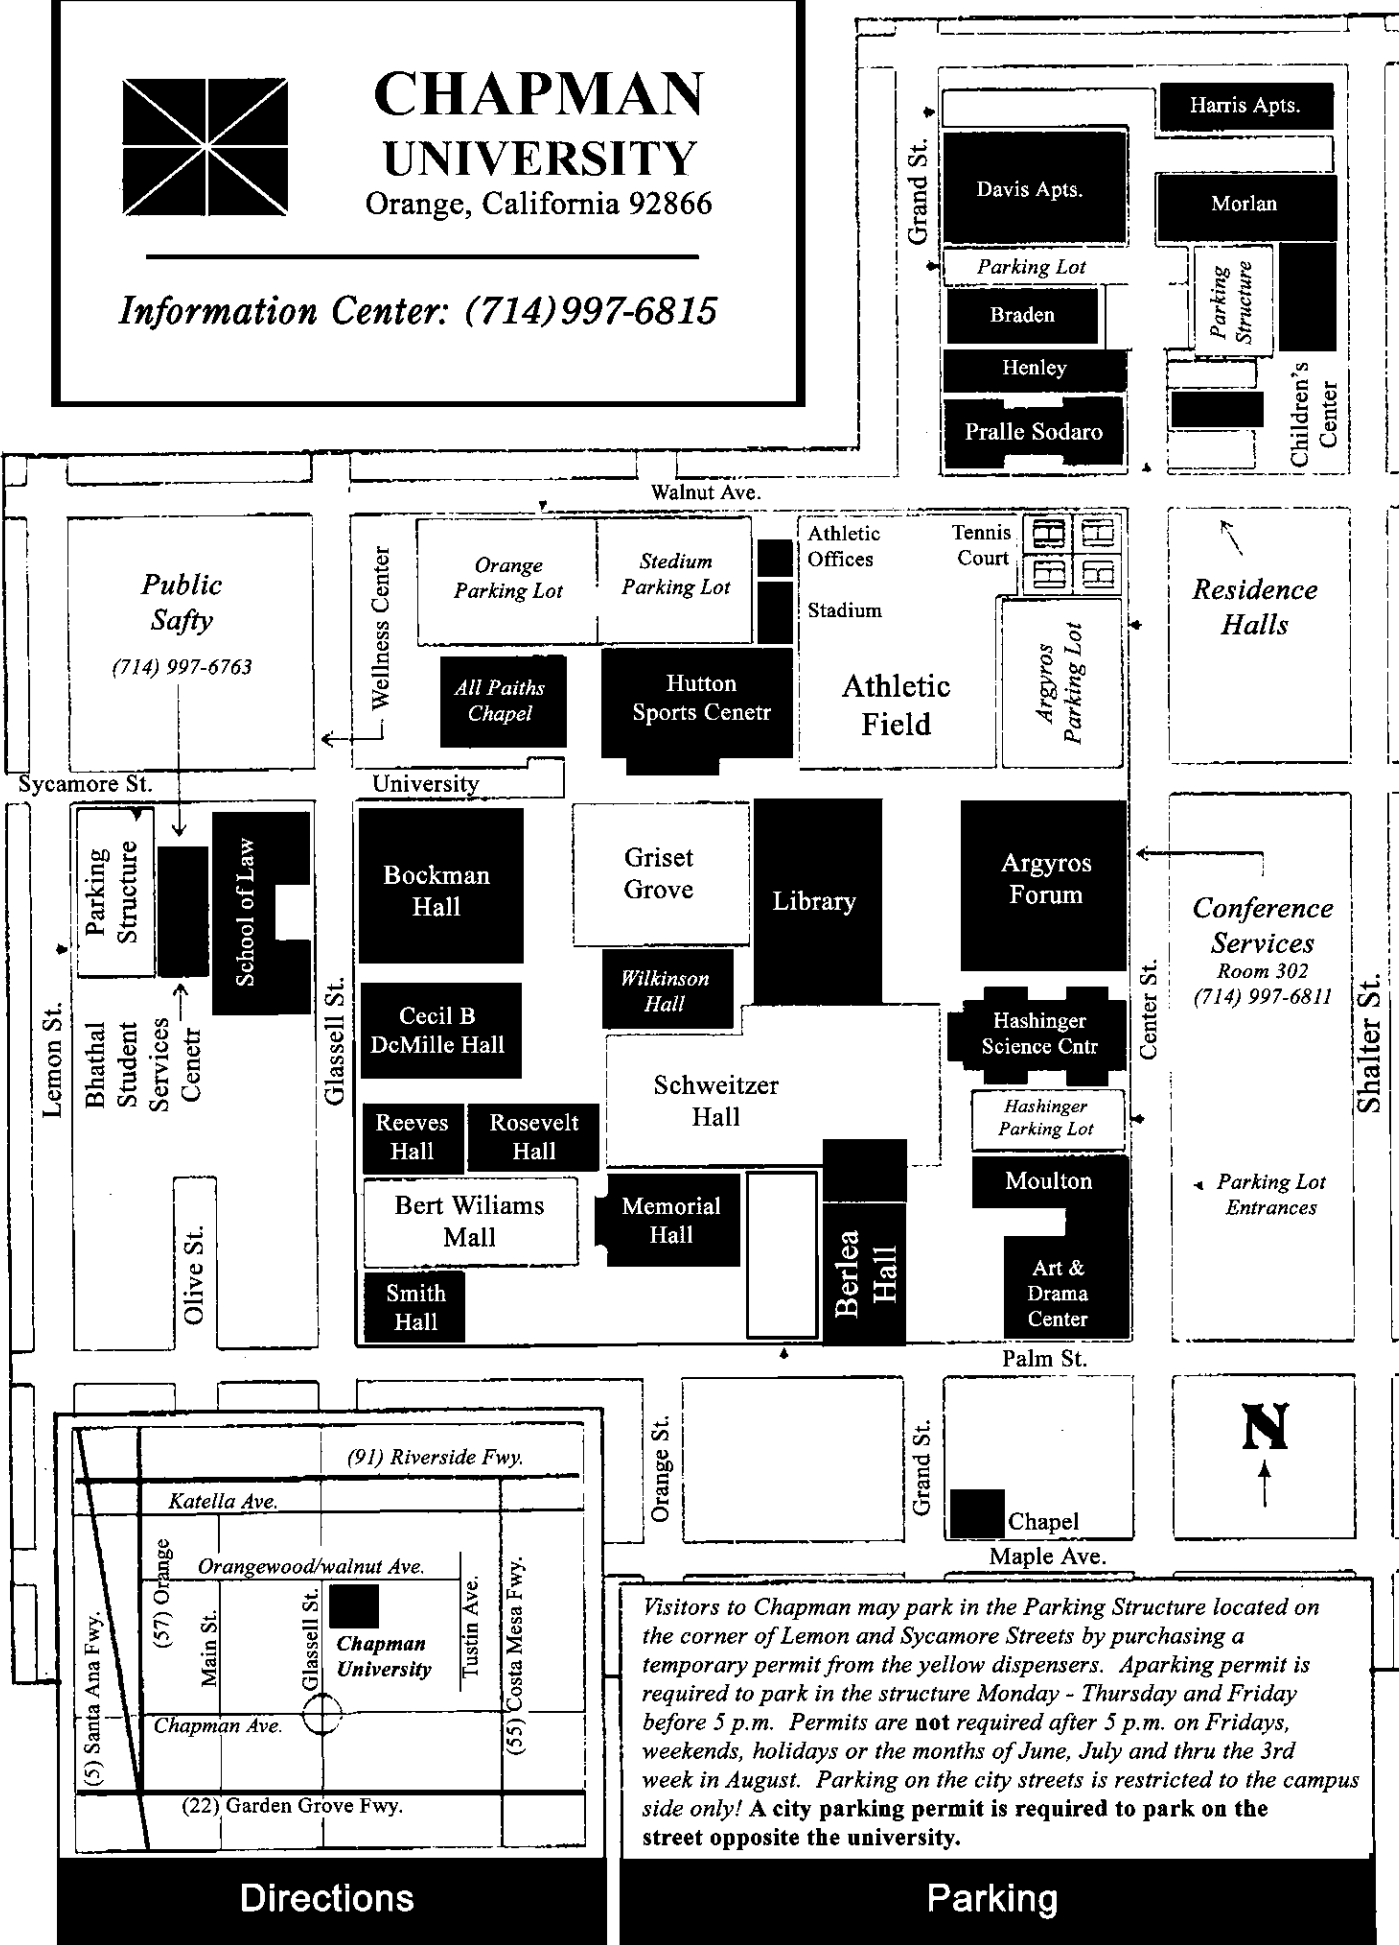 CHAPMAN
UNIVERSITY
Orange, California 92866
Information Center: (714)997-6815
Grand St.
Harris Apts.
Davis Apts.
Morlan
Parking Lot
Parking
Structure
Braden
Henley
Pralle Sodaro
Children's
Center
Walnut Ave.
Public
Safty
(714) 997-6763
Wellness Center
Orange
Parking Lot
Stedium
Parking Lot
Athletic
Offices
Stadium
Tennis
Court
Residence
Halls
All Paiths
Chapel
Hutton
Sports Cenetr
Athletic
Field
Argyros
Parking Lot
Sycamore St.
University
Parking
Structure
School of Law
Bockman
Hall
Griset
Grove
Library
Argyros
Forum
Conference
Services
Room 302
(714) 997-6811
Lemon St.
Bhathal
Student
Services
Cenetr
Glassell St.
Cecil B
DcMille Hall
Wilkinson
Hall
Hashinger
Science Cntr
Center St.
Shalter St.
Schweitzer
Hall
Hashinger
Parking Lot
Reeves
Hall
Rosevelt
Hall
Moulton
Parking Lot
Entrances
Bert Wiliams
Mall
Memorial
Hall
Berlea
Hall
Olive St.
Smith
Hall
Art &
Drama
Center
Palm St.
Orange St.
Grand St.
N
Chapel
Maple Ave.
(91) Riverside Fwy.
Katella Ave.
Orangewood/walnut Ave.
(57) Orange
Main St.
Glassell St.
Chapman
University
Tustin Ave.
(55) Costa Mesa Fwy.
(5) Santa Ana Fwy.
Chapman Ave.
(22) Garden Grove Fwy.
Directions
Visitors to Chapman may park in the Parking Structure located on
the corner of Lemon and Sycamore Streets by purchasing a
temporary permit from the yellow dispensers. Aparking permit is
required to park in the structure Monday - Thursday and Friday
before 5 p.m. Permits are not required after 5 p.m. on Fridays,
weekends, holidays or the months of June, July and thru the 3rd
week in August. Parking on the city streets is restricted to the campus
side only! A city parking permit is required to park on the
street opposite the university.
Parking